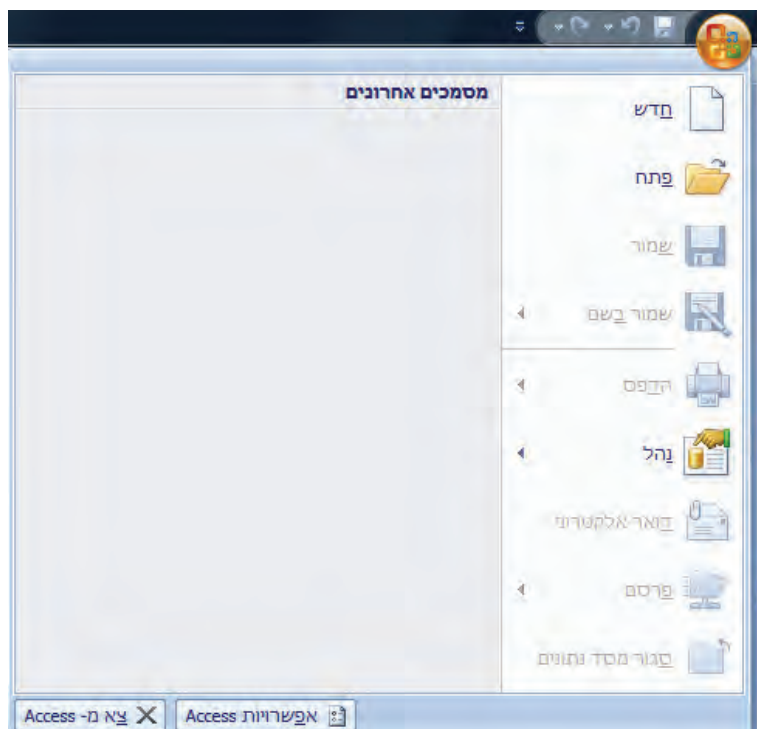 חדש
פתח
שמור
שמור בשם
הדפס
נהל
דואר אלקטרוני
פרסם
סגור מסד נתונים
מסמכים אחרונים
אפשרויות Access
צא מ- Access